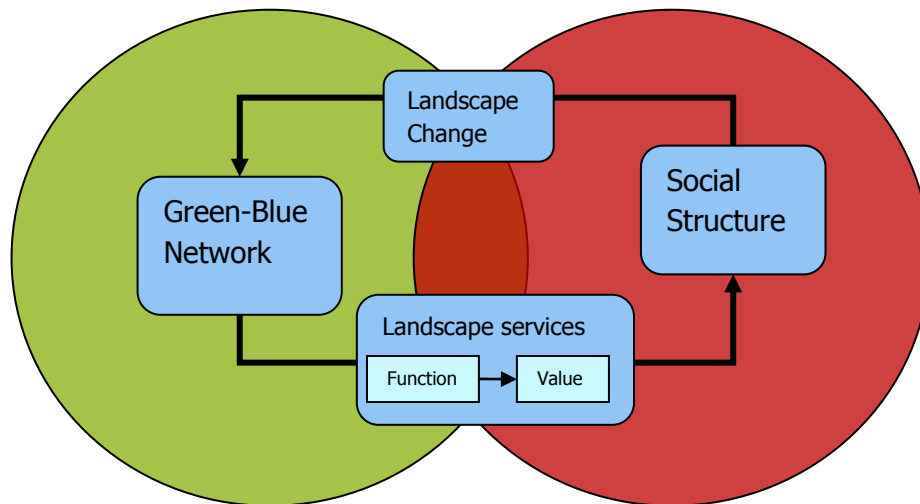 Landscape
Change
Green-Blue
Network
Social
Structure
Landscape services
Function
Value